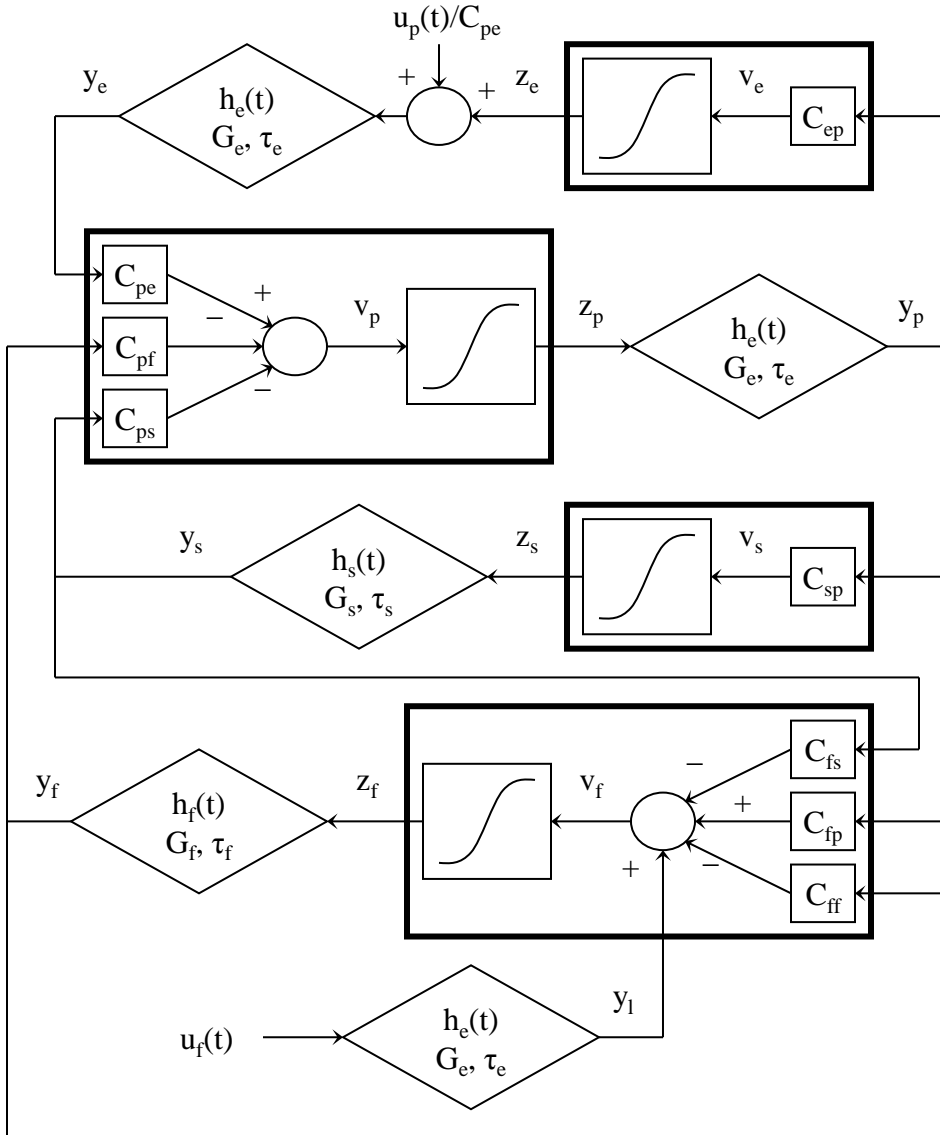 u_p(t)/C_pe
y_e
h_e(t)
G_e, τ_e
+
+
z_e
v_e
C_ep
C_pe
C_pf
C_ps
+
−
−
v_p
z_p
h_e(t)
G_e, τ_e
y_p
y_s
h_s(t)
G_s, τ_s
z_s
v_s
C_sp
y_f
h_f(t)
G_f, τ_f
z_f
v_f
−
+
−
+
C_fs
C_fp
C_ff
u_f(t)
h_e(t)
G_e, τ_e
y_l